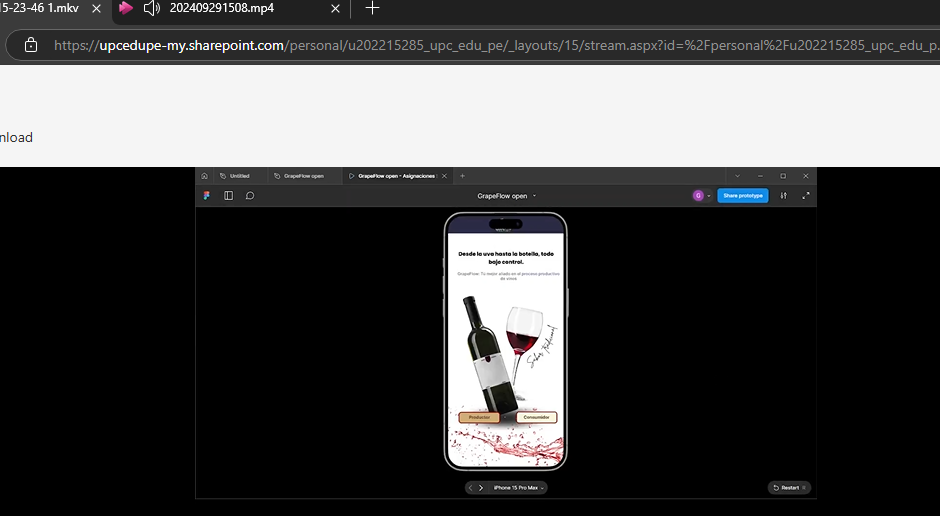 15-23-46 1.mkv
202409291508.mp4
https://upcedupe-my.sharepoint.com/personal/u202215285_upc_edu_pe/_layouts/15/stream.aspx?id=%2Fpersonal%2Fu202215285_upc_edu_p...
nload
Untitled
GrapeFlow open
GrapeFlow open - Asignaciones
GrapeFlow open
G
Share prototype
Desde la uva hasta la botella, todo
bajo control.
GrapeFlow: Tu mejor aliado en el proceso productivo
de vinos
Sabor Tradicional
Productor
Consumidor
iPhone 15 Pro Max
Restart